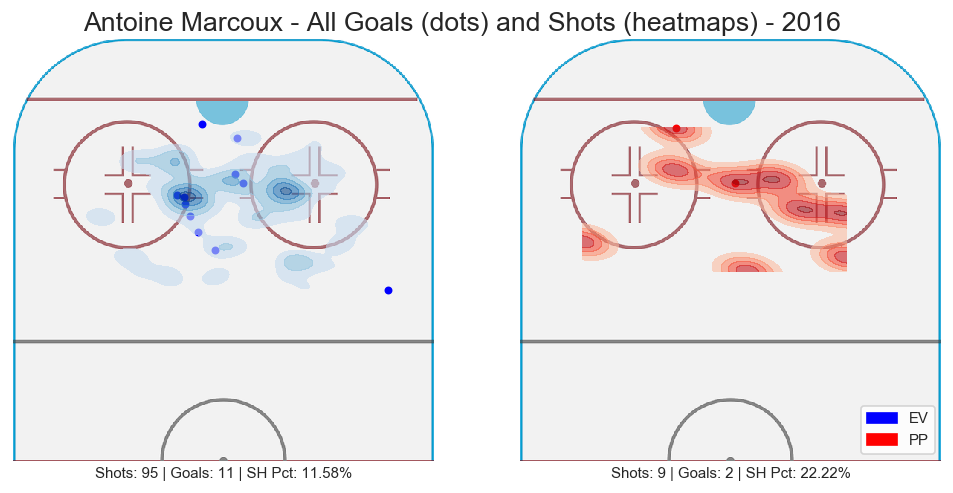 Antoine Marcoux - All Goals (dots) and Shots (heatmaps) - 2016
EV
PP
Shots: 95 | Goals: 11 | SH Pct: 11.58%
Shots: 9 | Goals: 2 | SH Pct: 22.22%